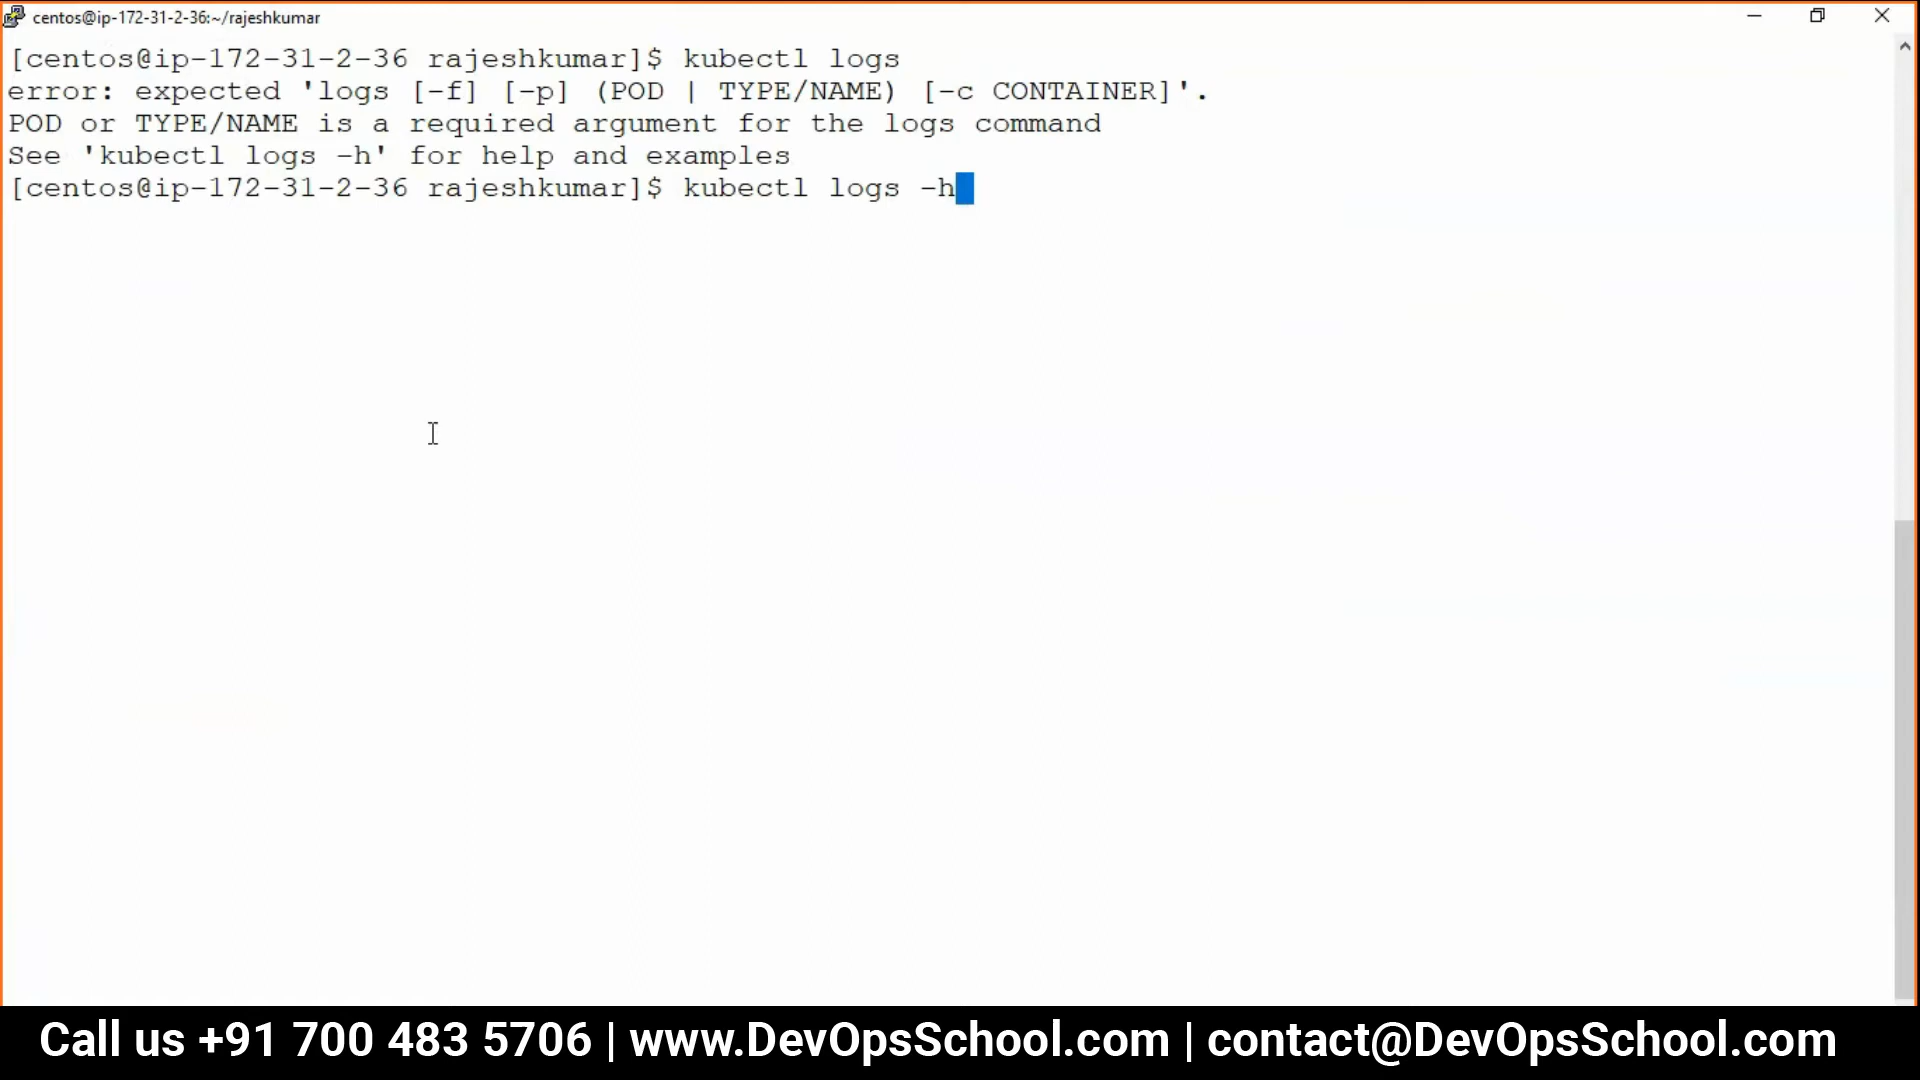 centos@ip-172-31-2-36:~/rajeshkumar
[centos@ip-172-31-2-36 rajeshkumar]$ kubectl logs
error: expected 'logs [-f] [-p] (POD | TYPE/NAME) [-c CONTAINER]'.
POD or TYPE/NAME is a required argument for the logs command
See 'kubectl logs -h' for help and examples
[centos@ip-172-31-2-36 rajeshkumar]$ kubectl logs -h
Call us +91 700 483 5706 | www.DevOpsSchool.com | contact@DevOpsSchool.com